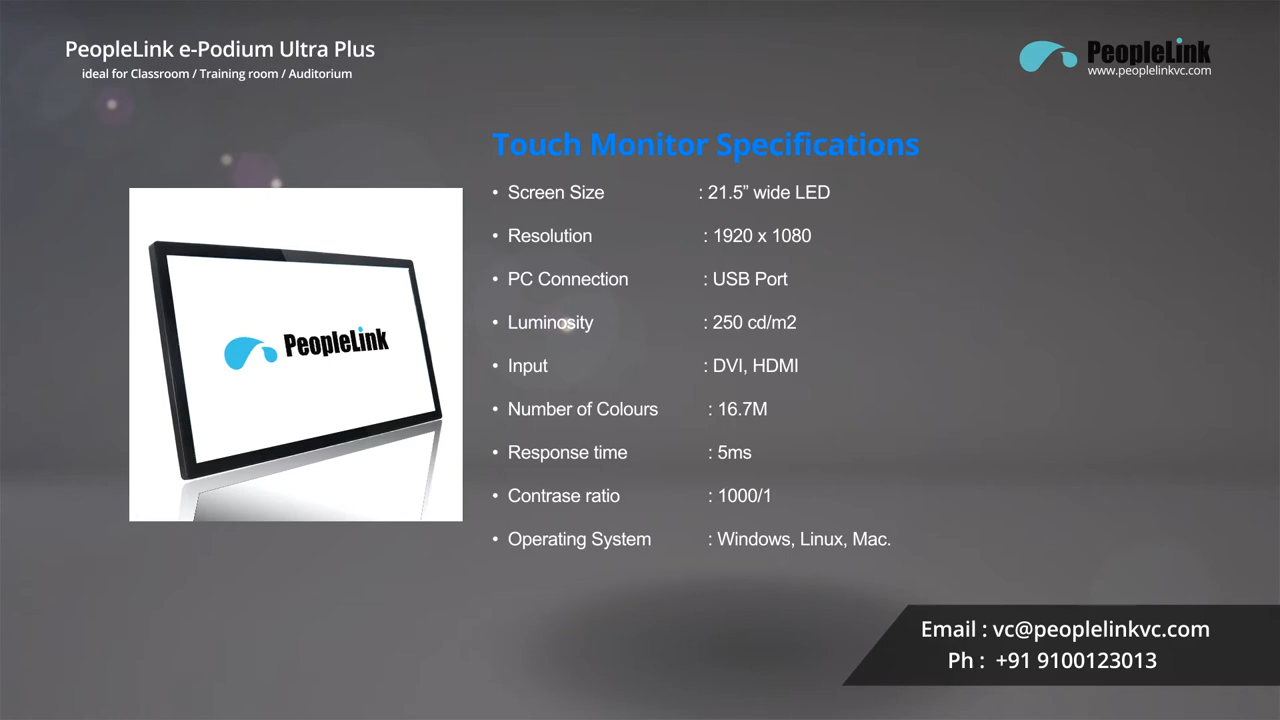 PeopleLink e-Podium Ultra Plus
ideal for Classroom / Training room / Auditorium
PeopleLink
www.peoplelinkvc.com
Touch Monitor Specifications
• Screen Size : 21.5” wide LED
• Resolution : 1920 x 1080
• PC Connection : USB Port
• Luminosity : 250 cd/m2
• Input : DVI, HDMI
• Number of Colours : 16.7M
• Response time : 5ms
• Contrase ratio : 1000/1
• Operating System : Windows, Linux, Mac.
PeopleLink
Email : vc@peoplelinkvc.com
Ph : +91 9100123013